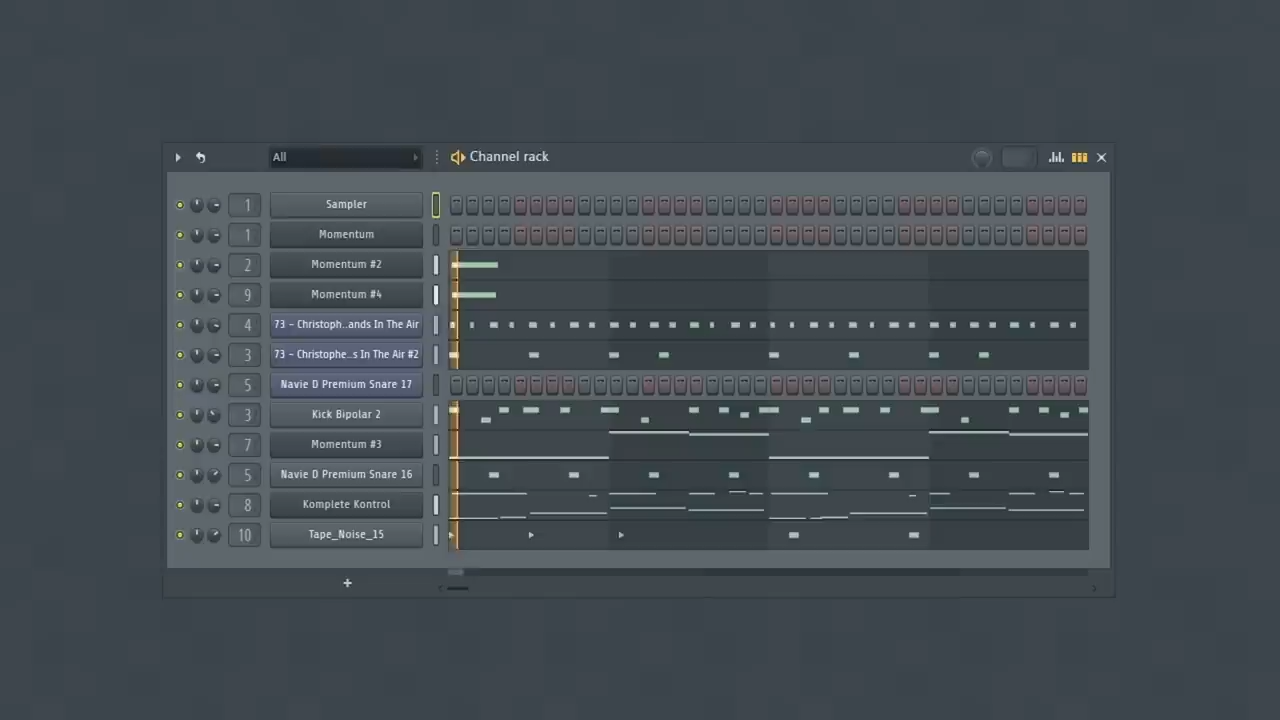 All
Channel rack
1 Sampler
1 Momentum
2 Momentum #2
9 Momentum #4
4 73 – Christoph..ands In The Air
3 73 – Christophe..s In The Air #2
5 Navie D Premium Snare 17
3 Kick Bipolar 2
7 Momentum #3
5 Navie D Premium Snare 16
8 Komplete Kontrol
10 Tape_Noise_15
+